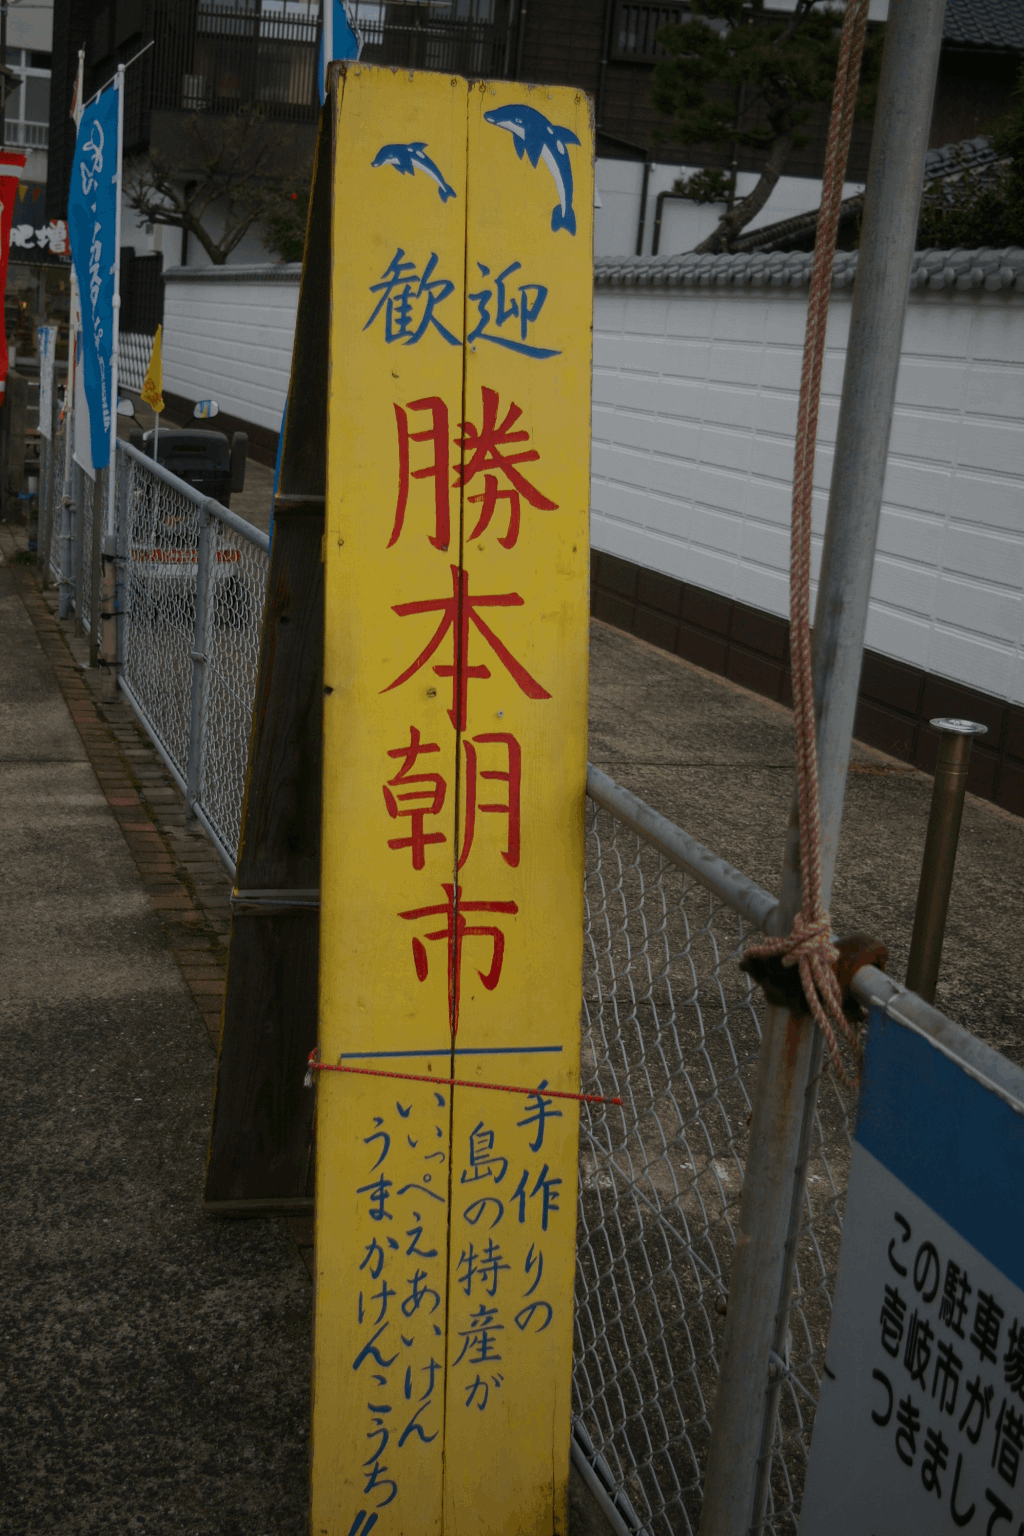 歓迎
勝本朝市
手作りの
島の特産が
いいっぺえあいけん
うまかけんこうち!!
この駐車場
壱岐市が借
つきまして